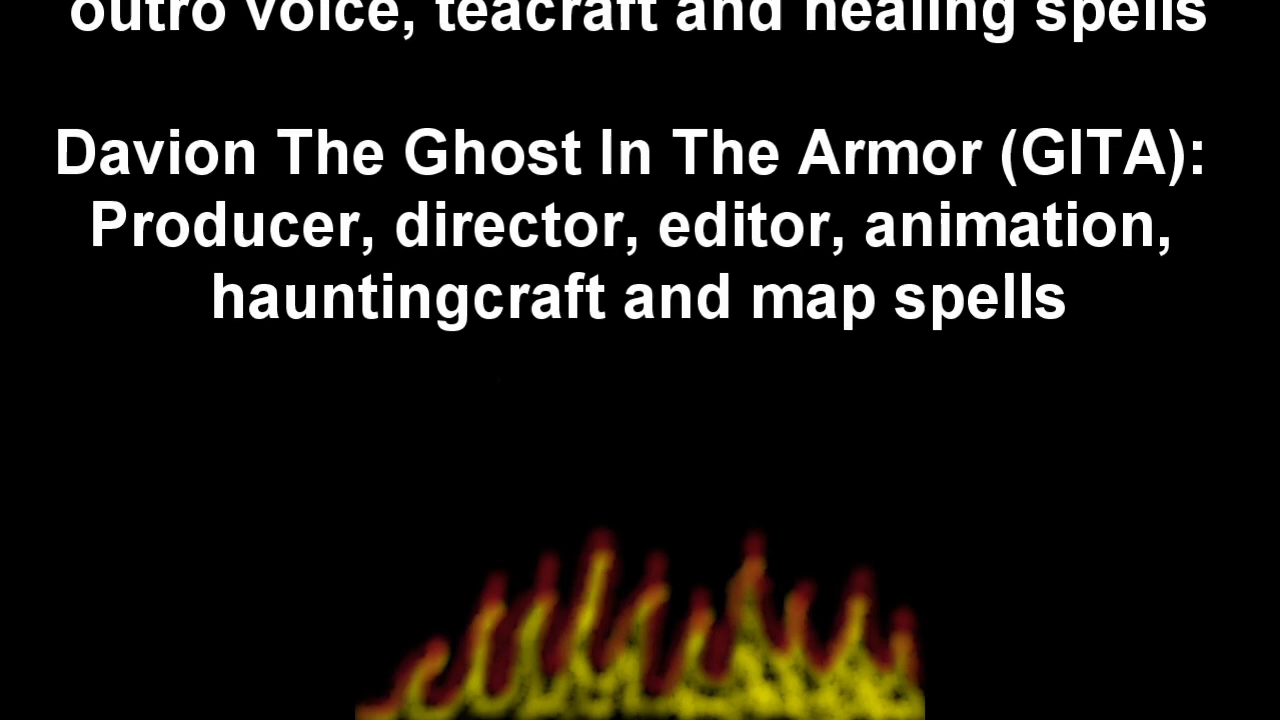 outro voice, teacraft and healing spells
Davion The Ghost In The Armor (GITA):
Producer, director, editor, animation,
hauntingcraft and map spells